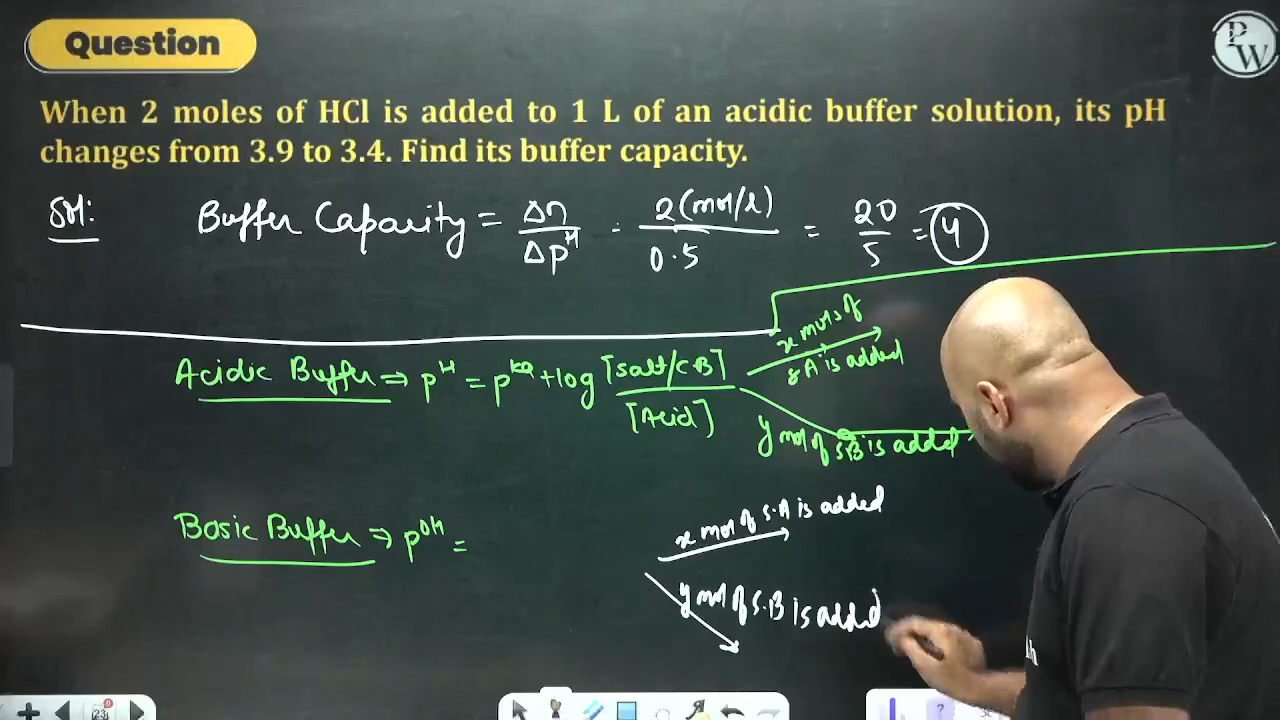 Question
PW
When 2 moles of HCl is added to 1 L of an acidic buffer solution, its pH
changes from 3.9 to 3.4. Find its buffer capacity.
Sol: Buffer Capacity = Δn / ΔpH = 2 (mol/l) / 0.5 = 20 / 5 = 4
Acidic Buffer ⇒ pH = pka + log [salt/CB] / [Acid]
x mols of
SA is added
y mol of SB is added
Basic Buffer ⇒ pOH =
x mol of S.A is added
y mol of S.B is added
23